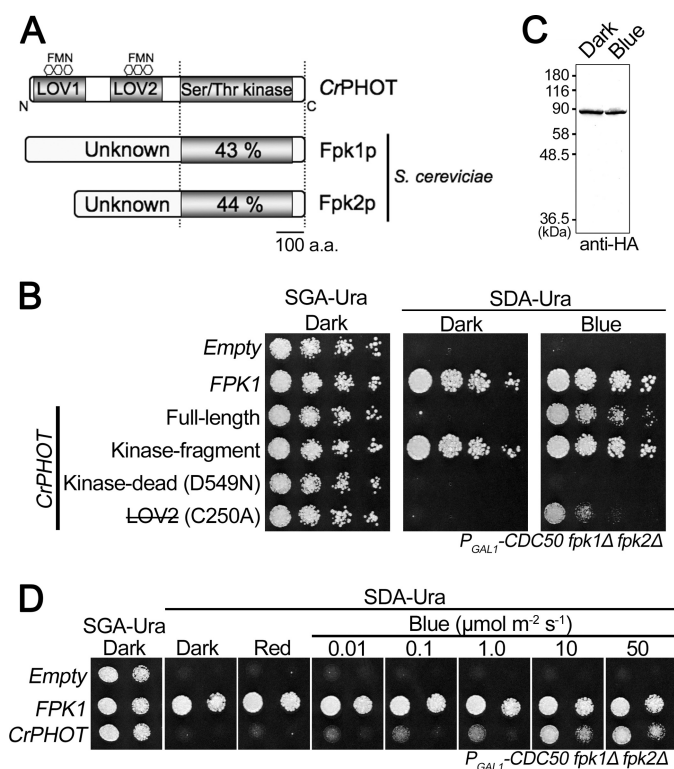 A
FMN FMN
LOV1 LOV2 Ser/Thr kinase CrPHOT
N C
Unknown 43 % Fpk1p
S. cereviciae
Unknown 44 % Fpk2p
100 a.a.
C
Dark Blue
180
116
90
58
48.5
36.5
(kDa)
anti-HA
B
SGA-Ura SDA-Ura
Dark Dark Blue
Empty
FPK1
Full-length
Kinase-fragment
Kinase-dead (D549N)
LOV2 (C250A)
CrPHOT
PGAL1-CDC50 fpk1Δ fpk2Δ
D
SDA-Ura
SGA-Ura Blue (µmol m-2 s-1)
Dark Dark Red 0.01 0.1 1.0 10 50
Empty
FPK1
CrPHOT
PGAL1-CDC50 fpk1Δ fpk2Δ